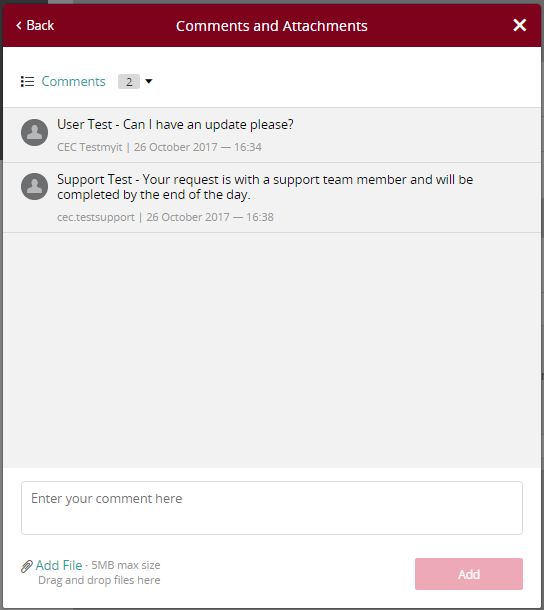 Back
Comments and Attachments
Comments 2
User Test - Can I have an update please?
CEC Testmyit | 26 October 2017 — 16:34
Support Test - Your request is with a support team member and will be
completed by the end of the day.
cec.testsupport | 26 October 2017 — 16:38
Enter your comment here
Add File - 5MB max size
Drag and drop files here
Add